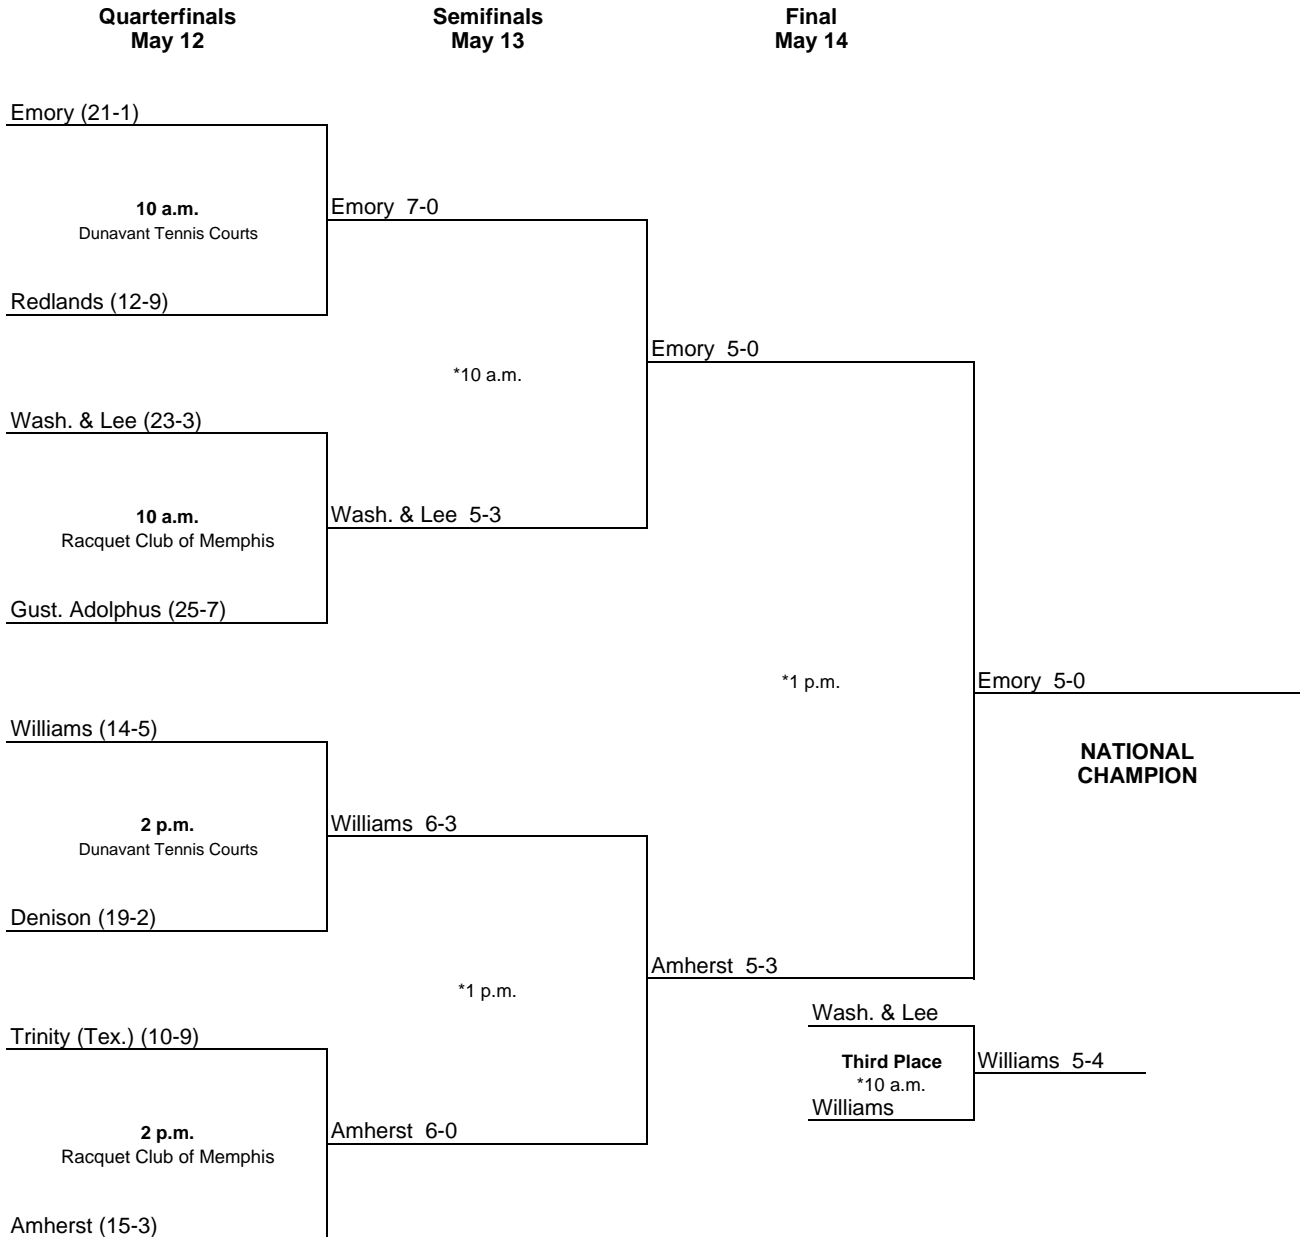 Quarterfinals
May 12
Semifinals
May 13
Final
May 14
Emory (21-1)
10 a.m.
Dunavant Tennis Courts
Redlands (12-9)
Emory 7-0
Wash. & Lee (23-3)
10 a.m.
Racquet Club of Memphis
Gust. Adolphus (25-7)
Wash. & Lee 5-3
*10 a.m.
Emory 5-0
Williams (14-5)
2 p.m.
Dunavant Tennis Courts
Denison (19-2)
Williams 6-3
Trinity (Tex.) (10-9)
2 p.m.
Racquet Club of Memphis
Amherst (15-3)
Amherst 6-0
*1 p.m.
Amherst 5-3
*1 p.m.
Emory 5-0
NATIONAL
CHAMPION
Wash. & Lee
Third Place
*10 a.m.
Williams
Williams 5-4